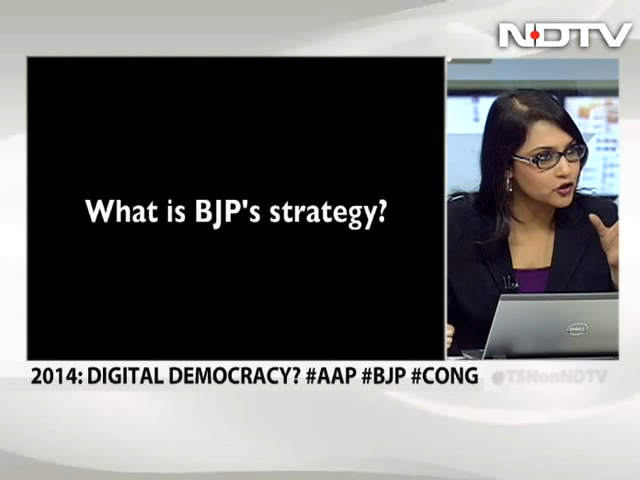 NDTV
What is BJP's strategy?
DELL
2014: DIGITAL DEMOCRACY? #AAP #BJP #CONG
@TSNonNDTV